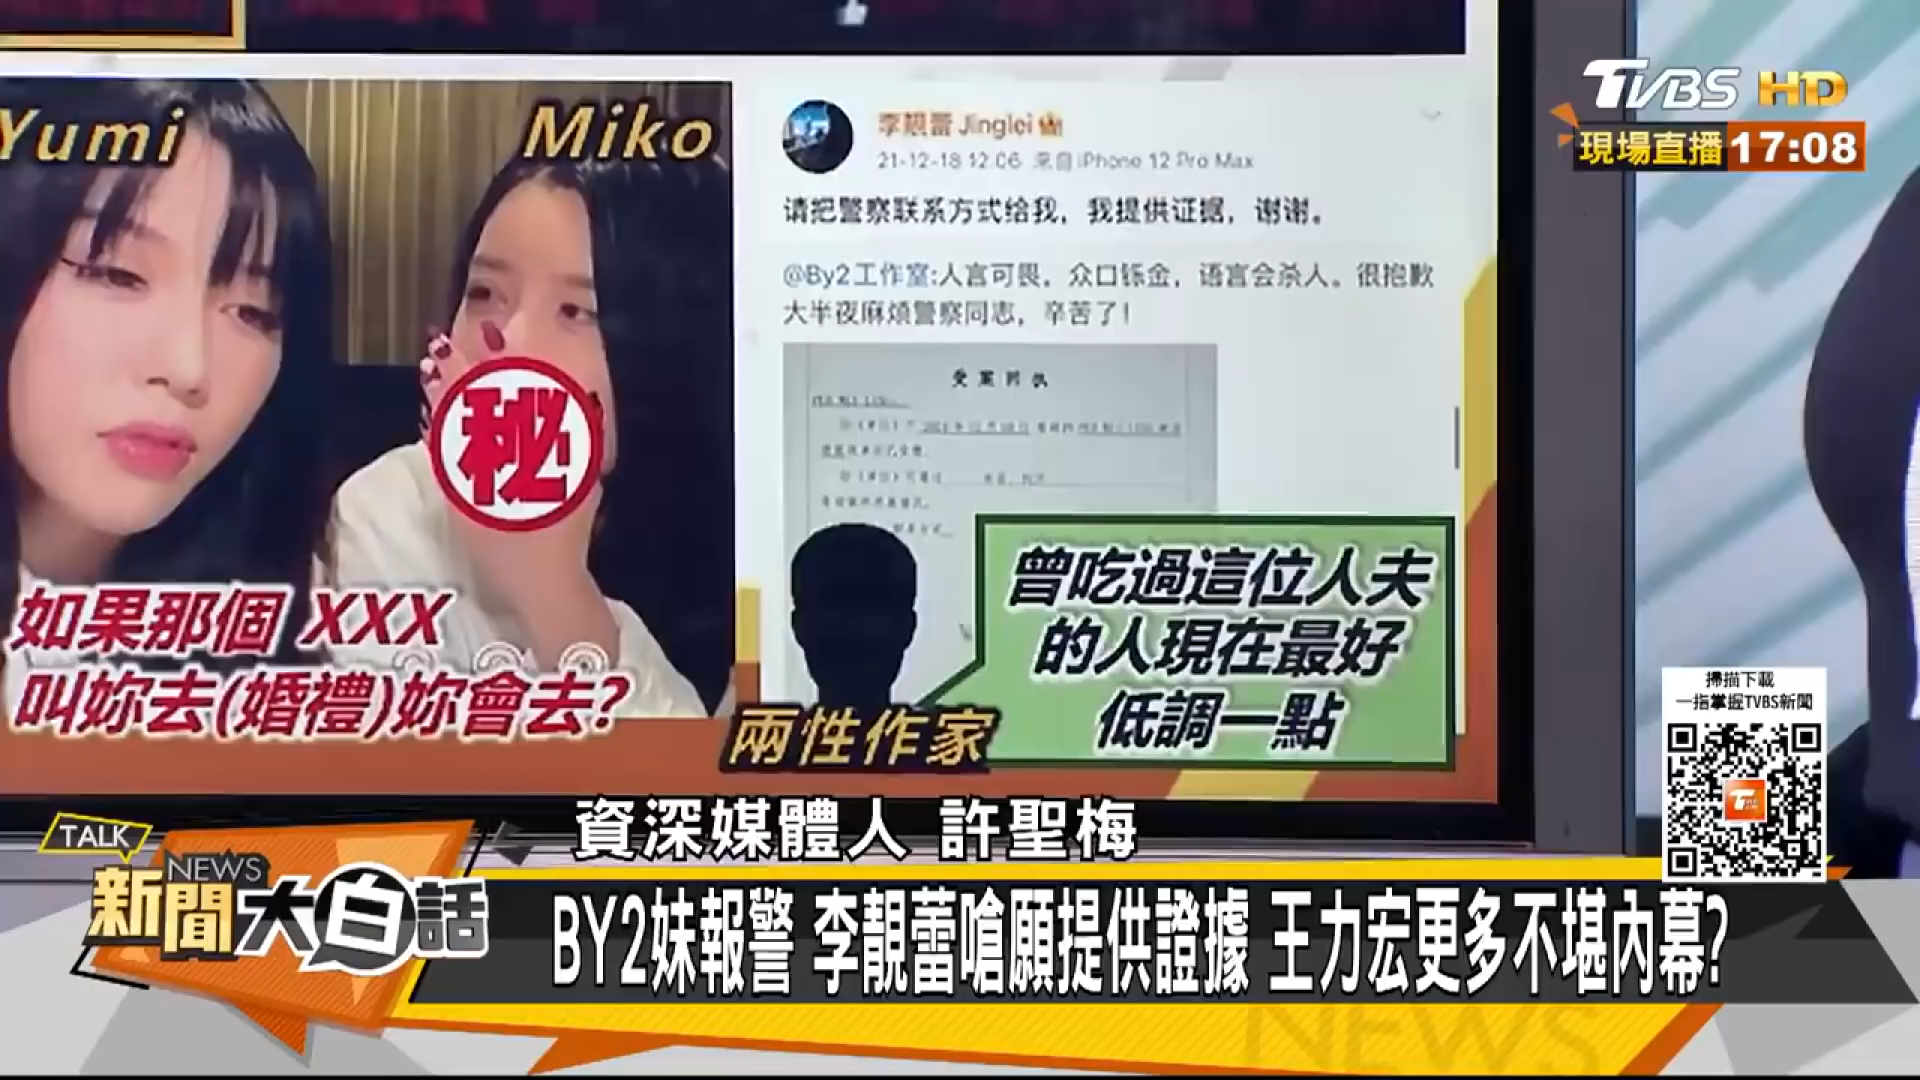 TVBS HD
現場直播 17:08
Yumi
Miko
秘
如果那個 XXX
叫妳去(婚禮)妳會去?
李靚蕾 Jinglei
21-12-18 12:06 来自 iPhone 12 Pro Max
请把警察联系方式给我，我提供证据，谢谢。
@By2工作室:人言可畏，众口铄金，语言会杀人。很抱歉
大半夜麻煩警察同志，辛苦了！
受案回执
曾吃過這位人夫
的人現在最好
低調一點
兩性作家
掃描下載
一指掌握TVBS新聞
資深媒體人 許聖梅
TALK
NEWS
新聞大白話
BY2妹報警 李靚蕾嗆願提供證據 王力宏更多不堪內幕?
NEWS